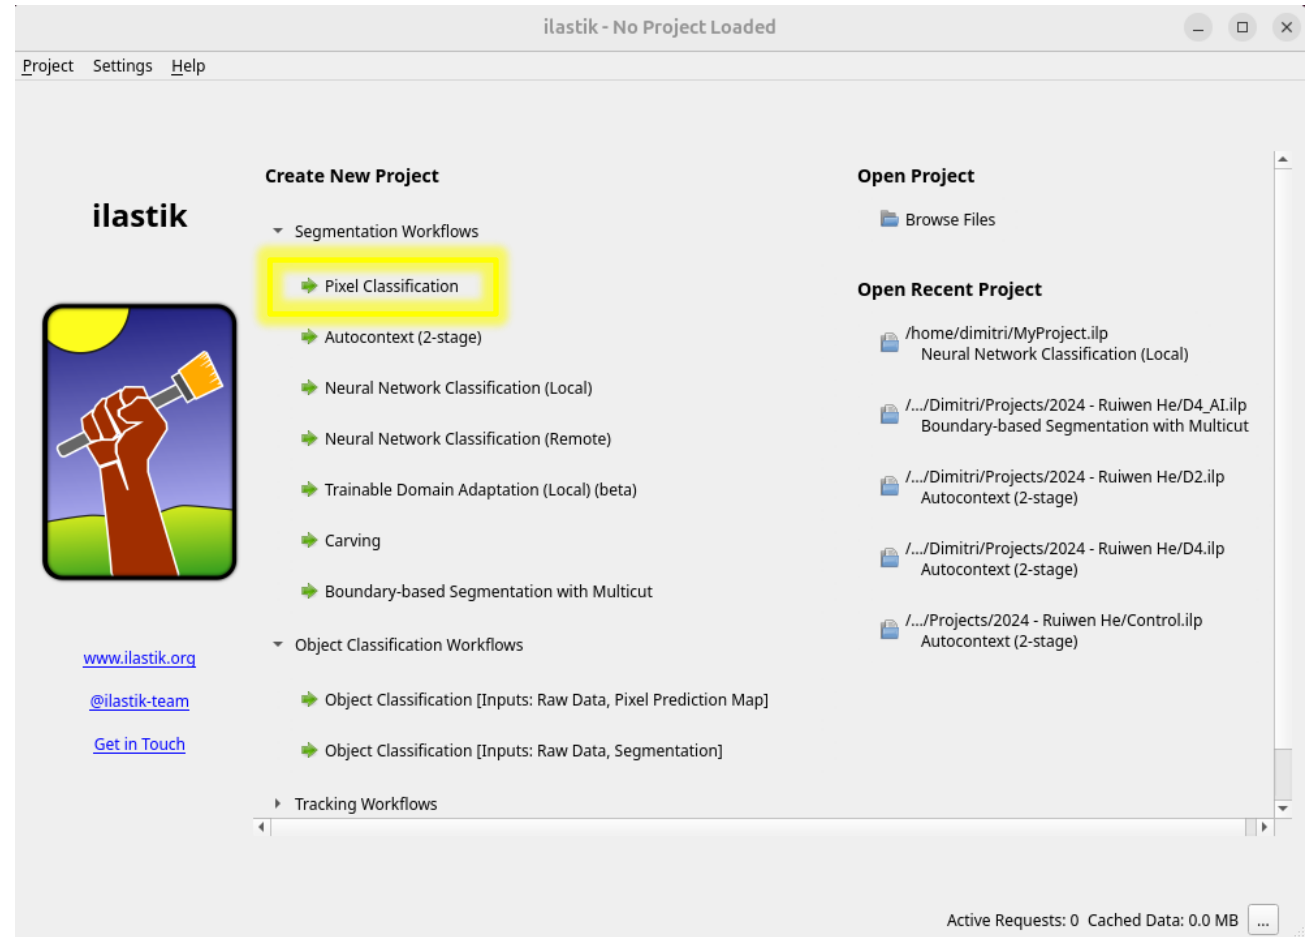 ilastik - No Project Loaded
Project Settings Help
ilastik
www.ilastik.org
@ilastik-team
Get in Touch
Create New Project
Segmentation Workflows
Pixel Classification
Autocontext (2-stage)
Neural Network Classification (Local)
Neural Network Classification (Remote)
Trainable Domain Adaptation (Local) (beta)
Carving
Boundary-based Segmentation with Multicut
Object Classification Workflows
Object Classification [Inputs: Raw Data, Pixel Prediction Map]
Object Classification [Inputs: Raw Data, Segmentation]
Tracking Workflows
Open Project
Browse Files
Open Recent Project
/home/dimitri/MyProject.ilp
Neural Network Classification (Local)
/.../Dimitri/Projects/2024 - Ruiwen He/D4_AI.ilp
Boundary-based Segmentation with Multicut
/.../Dimitri/Projects/2024 - Ruiwen He/D2.ilp
Autocontext (2-stage)
/.../Dimitri/Projects/2024 - Ruiwen He/D4.ilp
Autocontext (2-stage)
/.../Projects/2024 - Ruiwen He/Control.ilp
Autocontext (2-stage)
Active Requests: 0 Cached Data: 0.0 MB ...